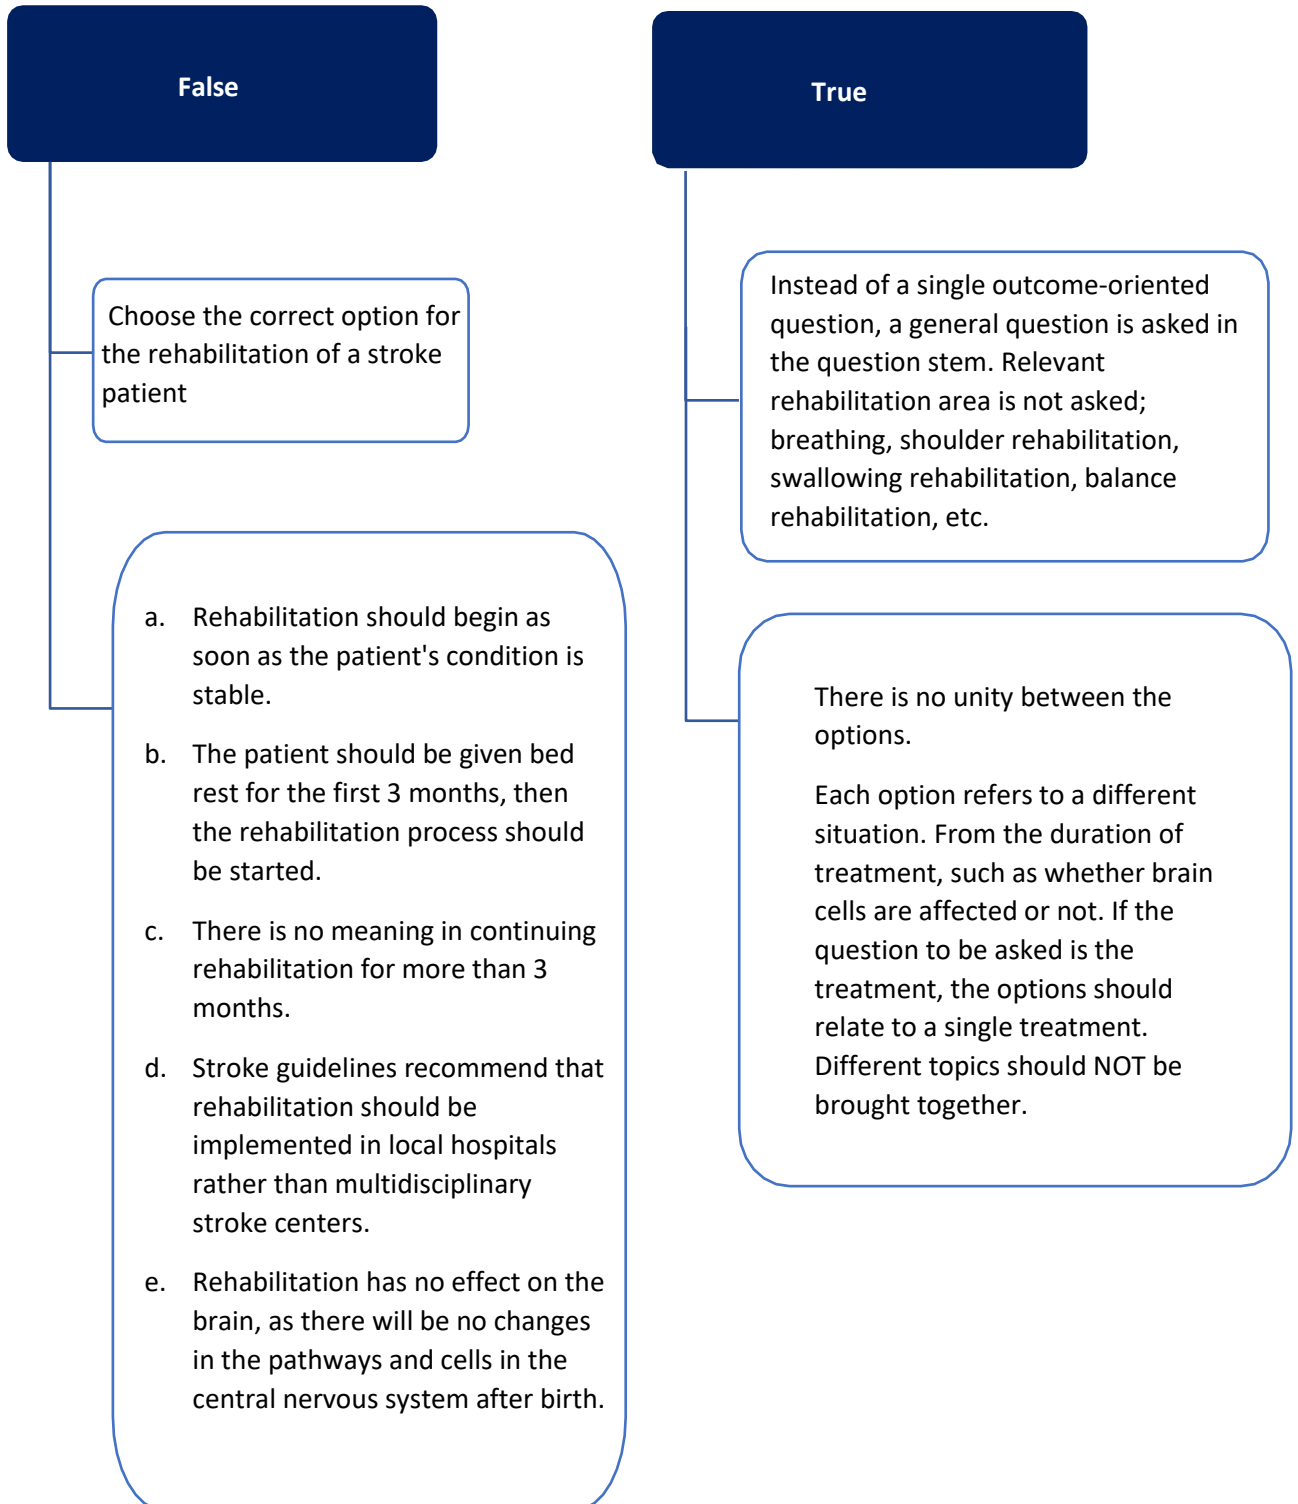 False
Choose the correct option for
the rehabilitation of a stroke
patient
a. Rehabilitation should begin as
soon as the patient's condition is
stable.
b. The patient should be given bed
rest for the first 3 months, then
the rehabilitation process should
be started.
c. There is no meaning in continuing
rehabilitation for more than 3
months.
d. Stroke guidelines recommend that
rehabilitation should be
implemented in local hospitals
rather than multidisciplinary
stroke centers.
e. Rehabilitation has no effect on the
brain, as there will be no changes
in the pathways and cells in the
central nervous system after birth.
True
Instead of a single outcome-oriented
question, a general question is asked in
the question stem. Relevant
rehabilitation area is not asked;
breathing, shoulder rehabilitation,
swallowing rehabilitation, balance
rehabilitation, etc.
There is no unity between the
options.
Each option refers to a different
situation. From the duration of
treatment, such as whether brain
cells are affected or not. If the
question to be asked is the
treatment, the options should
relate to a single treatment.
Different topics should NOT be
brought together.